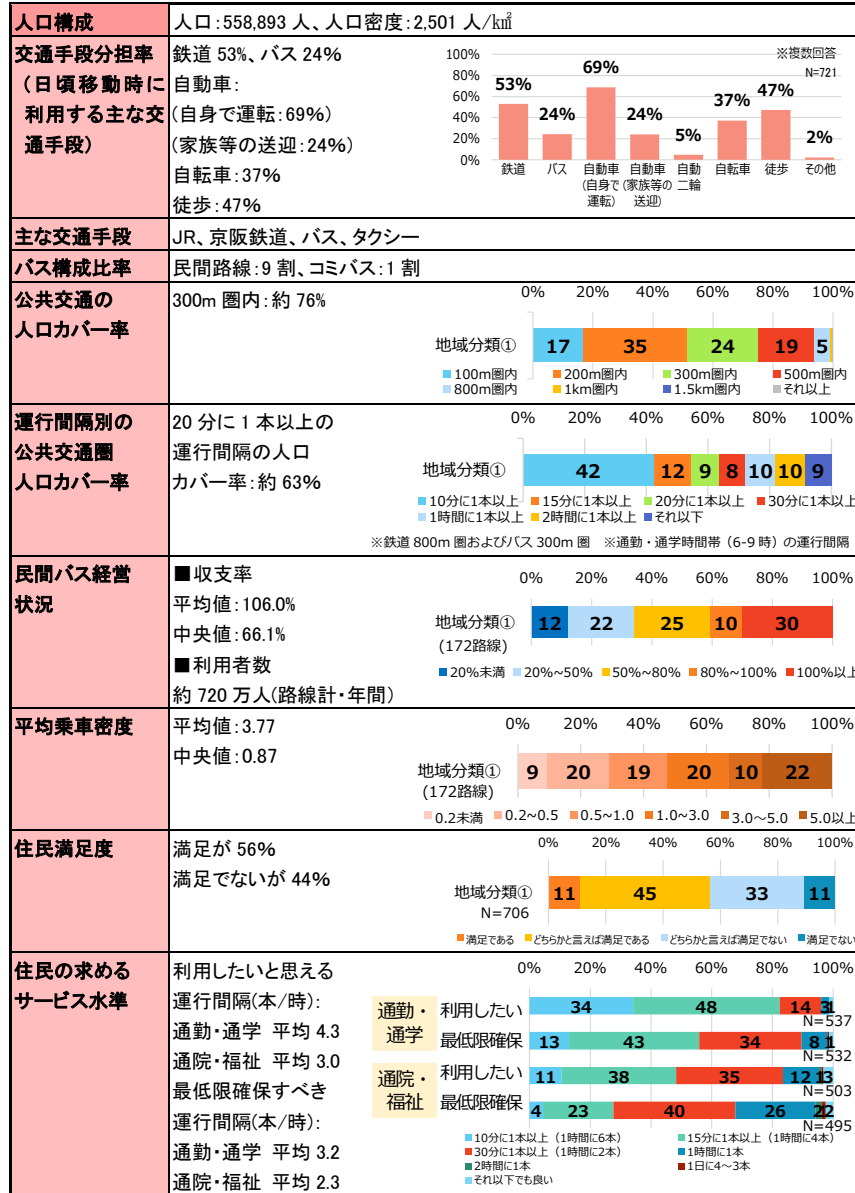 人口構成
人口:558,893 人、人口密度:2,501 人/㎢
交通手段分担率
(日頃移動時に
利用する主な交
通手段)
鉄道 53%、バス 24%
自動車:
(自身で運転:69%)
(家族等の送迎:24%)
自転車:37%
徒歩:47%
100%
80%
60%
40%
20%
0%
※複数回答
N=721
53%
24%
69%
24%
5%
37%
47%
2%
鉄道 バス 自動車 自動車 自動 自転車 徒歩 その他
(自身で (家族等の 二輪
運転) 送迎)
主な交通手段
JR、京阪鉄道、バス、タクシー
バス構成比率
民間路線:9 割、コミバス:1 割
公共交通の
人口カバー率
300m 圏内:約 76%
0% 20% 40% 60% 80% 100%
地域分類① 17 35 24 19 5
100m圏内 200m圏内 300m圏内 500m圏内
800m圏内 1km圏内 1.5km圏内 それ以上
運行間隔別の
公共交通圏
人口カバー率
20 分に 1 本以上の
運行間隔の人口
カバー率:約 63%
0% 20% 40% 60% 80% 100%
地域分類① 42 12 9 8 10 10 9
10分に1本以上 15分に1本以上 20分に1本以上 30分に1本以上
1時間に1本以上 2時間に1本以上 それ以下
※鉄道 800m 圏およびバス 300m 圏 ※通勤・通学時間帯(6-9 時)の運行間隔
民間バス経営
状況
■収支率
平均値:106.0%
中央値:66.1%
■利用者数
約 720 万人(路線計・年間)
0% 20% 40% 60% 80% 100%
地域分類① 12 22 25 10 30
(172路線)
20%未満 20%~50% 50%~80% 80%~100% 100%以上
平均乗車密度
平均値:3.77
中央値:0.87
0% 20% 40% 60% 80% 100%
地域分類① 9 20 19 20 10 22
(172路線)
0.2未満 0.2~0.5 0.5~1.0 1.0~3.0 3.0～5.0 5.0以上
住民満足度
満足が 56%
満足でないが 44%
0% 20% 40% 60% 80% 100%
地域分類① 11 45 33 11
N=706
満足である どちらかと言えば満足である どちらかと言えば満足でない 満足でない
住民の求める
サービス水準
利用したいと思える
運行間隔(本/時):
通勤・通学 平均 4.3
通院・福祉 平均 3.0
最低限確保すべき
運行間隔(本/時):
通勤・通学 平均 3.2
通院・福祉 平均 2.3
0% 20% 40% 60% 80% 100%
通勤・
通学
利用したい 34 48 14 3 1
N=537
最低限確保 13 43 34 8 1
N=532
通院・
福祉
利用したい 11 38 35 12 1 3
N=503
最低限確保 4 23 40 26 2 2
N=495
10分に1本以上(1時間に6本) 15分に1本以上(1時間に4本)
30分に1本以上(1時間に2本) 1時間に1本
2時間に1本 1日に4～3本
それ以下でも良い